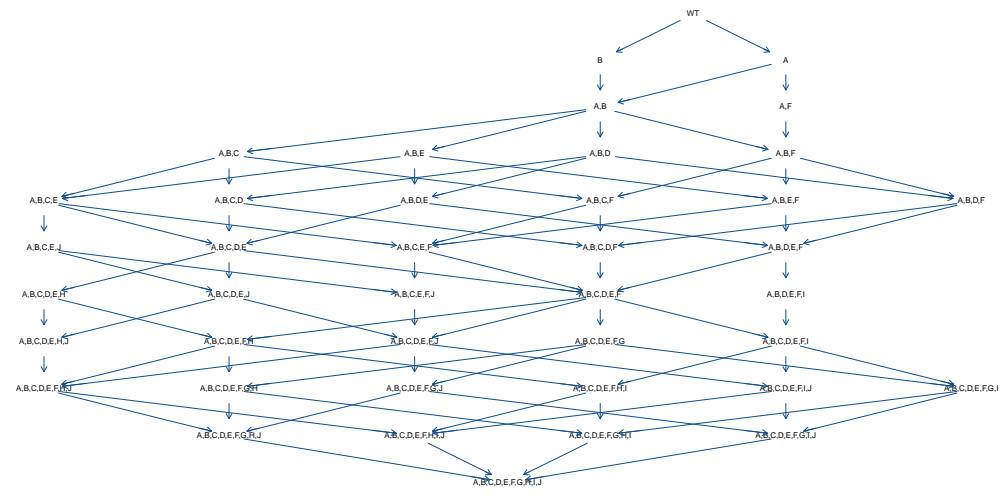 WT
B
A
A,B
A,F
A,B,C
A,B,E
A,B,D
A,B,F
A,B,C,E
A,B,C,D
A,B,D,E
A,B,C,F
A,B,E,F
A,B,D,F
A,B,C,E,J
A,B,C,D,E
A,B,C,E,F
A,B,C,D,F
A,B,D,E,F
A,B,C,D,E,H
A,B,C,D,E,J
A,B,C,E,F,J
A,B,C,D,E,F
A,B,D,E,F,I
A,B,C,D,E,H,J
A,B,C,D,E,F,H
A,B,C,D,E,F,J
A,B,C,D,E,F,G
A,B,C,D,E,F,I
A,B,C,D,E,F,H,J
A,B,C,D,E,F,G,H
A,B,C,D,E,F,G,J
A,B,C,D,E,F,H,I
A,B,C,D,E,F,I,J
A,B,C,D,E,F,G,I
A,B,C,D,E,F,G,H,J
A,B,C,D,E,F,H,I,J
A,B,C,D,E,F,G,H,I
A,B,C,D,E,F,G,I,J
A,B,C,D,E,F,G,H,I,J